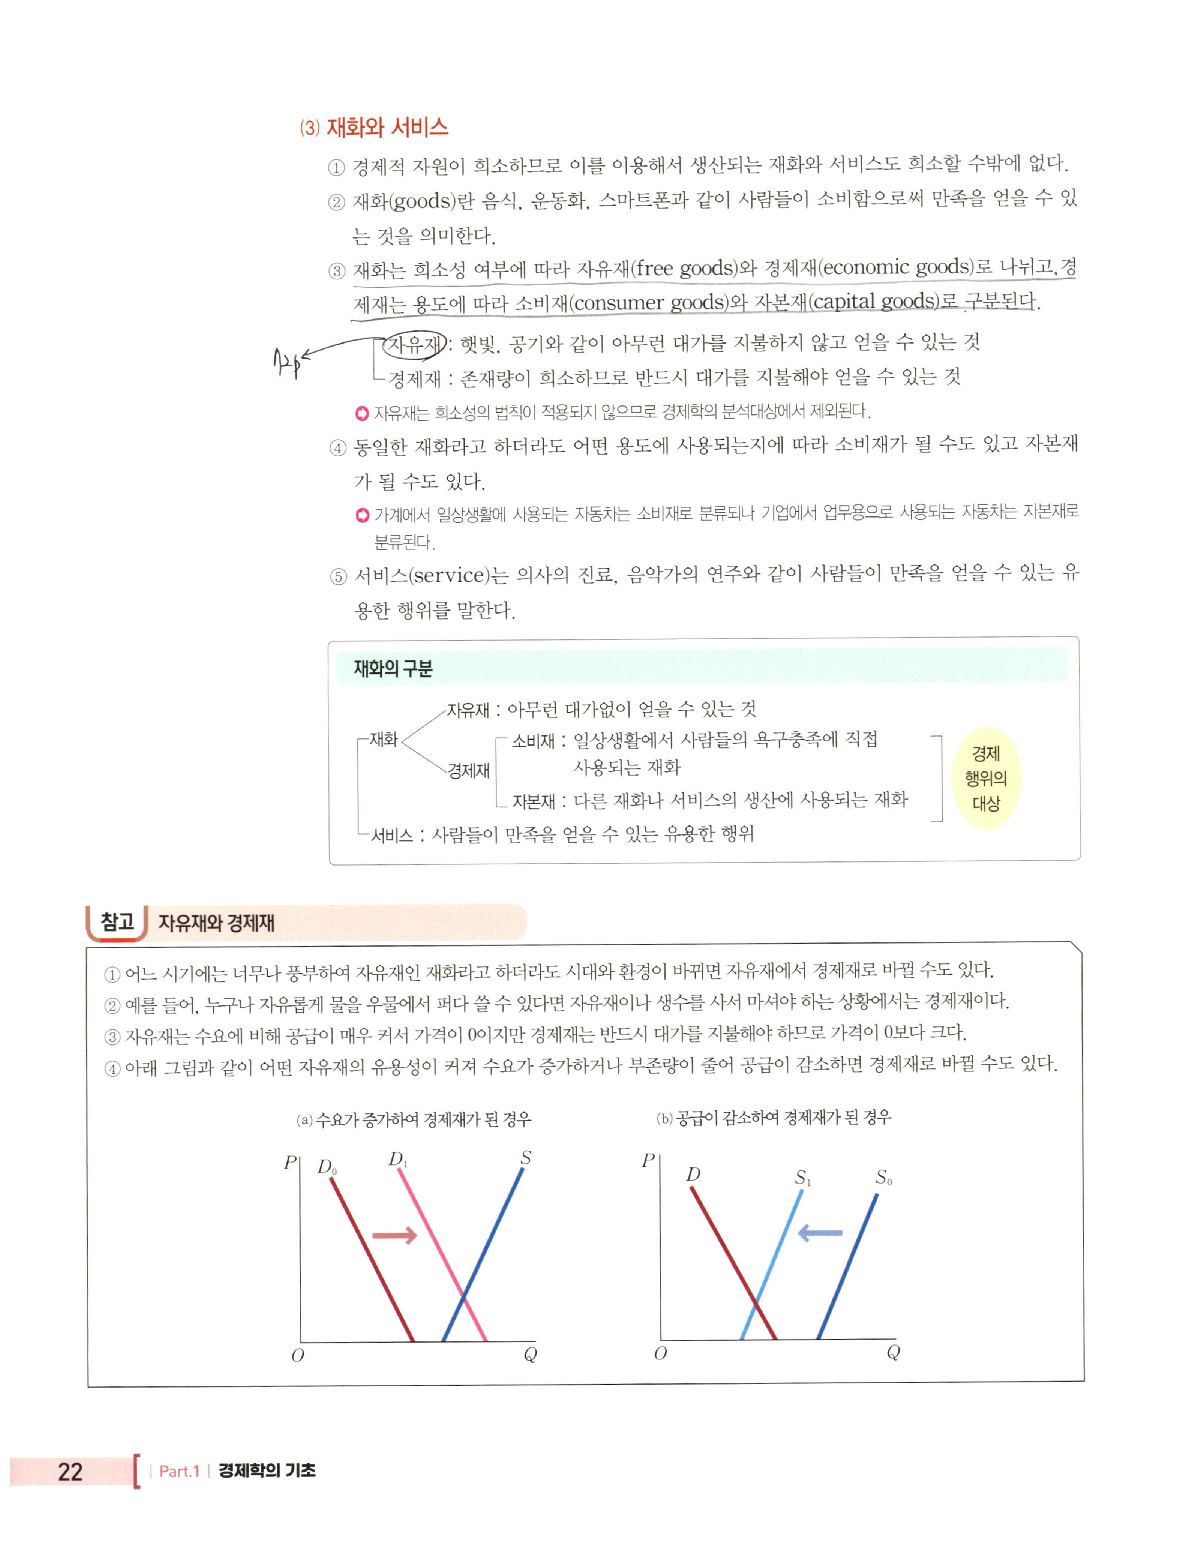 (3) 재화와 서비스
① 경제적 자원이 희소하므로 이를 이용해서 생산되는 재화와 서비스도 희소할 수밖에 없다.
② 재화(goods)란 음식, 운동화, 스마트폰과 같이 사람들이 소비함으로써 만족을 얻을 수 있
는 것을 의미한다.
③ 재화는 희소성 여부에 따라 자유재(free goods)와 경제재(economic goods)로 나뉘고, 경
제재는 용도에 따라 소비재(consumer goods)와 자본재(capital goods)로 구분된다.
자유재 : 햇빛, 공기와 같이 아무런 대가를 지불하지 않고 얻을 수 있는 것
경제재 : 존재량이 희소하므로 반드시 대가를 지불해야 얻을 수 있는 것
자유재는 희소성의 법칙이 적용되지 않으므로 경제학의 분석대상에서 제외된다.
④ 동일한 재화라고 하더라도 어떤 용도에 사용되는지에 따라 소비재가 될 수도 있고 자본재
가 될 수도 있다.
가계에서 일상생활에 사용되는 자동차는 소비재로 분류되나 기업에서 업무용으로 사용되는 자동차는 자본재로
분류된다.
⑤ 서비스(service)는 의사의 진료, 음악가의 연주와 같이 사람들이 만족을 얻을 수 있는 유
용한 행위를 말한다.
재화의 구분
자유재 : 아무런 대가없이 얻을 수 있는 것
재화
소비재 : 일상생활에서 사람들의 욕구충족에 직접
사용되는 재화
경제재
자본재 : 다른 재화나 서비스의 생산에 사용되는 재화
서비스 : 사람들이 만족을 얻을 수 있는 유용한 행위
경제
행위의
대상
참고 자유재와 경제재
① 어느 시기에는 너무나 풍부하여 자유재인 재화라고 하더라도 시대와 환경이 바뀌면 자유재에서 경제재로 바뀔 수도 있다.
② 예를 들어, 누구나 자유롭게 물을 우물에서 퍼다 쓸 수 있다면 자유재이나 생수를 사서 마셔야 하는 상황에서는 경제재이다.
③ 자유재는 수요에 비해 공급이 매우 커서 가격이 0이지만 경제재는 반드시 대가를 지불해야 하므로 가격이 0보다 크다.
④ 아래 그림과 같이 어떤 자유재의 유용성이 커져 수요가 증가하거나 부존량이 줄어 공급이 감소하면 경제재로 바뀔 수도 있다.
(a) 수요가 증가하여 경제재가 된 경우
P D₀ D₁ S
O Q
(b) 공급이 감소하여 경제재가 된 경우
P D S₁ S₀
O Q
22 Part.1 경제학의 기초